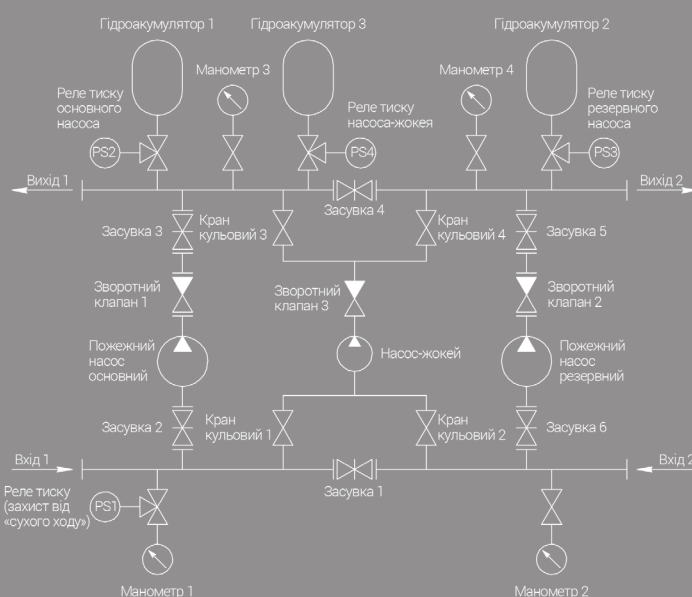 Гідроакумулятор 1
Гідроакумулятор 3
Гідроакумулятор 2
Манометр 3
Манометр 4
Реле тиску
основного
насоса
Реле тиску
насоса-жокея
Реле тиску
резервного
насоса
PS2
PS4
PS3
Вихід 1
Вихід 2
Засувка 4
Засувка 3
Кран
кульовий 3
Кран
кульовий 4
Засувка 5
Зворотний
клапан 1
Зворотний
клапан 3
Зворотний
клапан 2
Пожежний
насос
основний
Насос-жокей
Пожежний
насос
резервний
Засувка 2
Кран
кульовий 1
Кран
кульовий 2
Засувка 6
Вхід 1
Вхід 2
Засувка 1
Реле тиску
(захист від
«сухого ходу»)
PS1
Манометр 1
Манометр 2